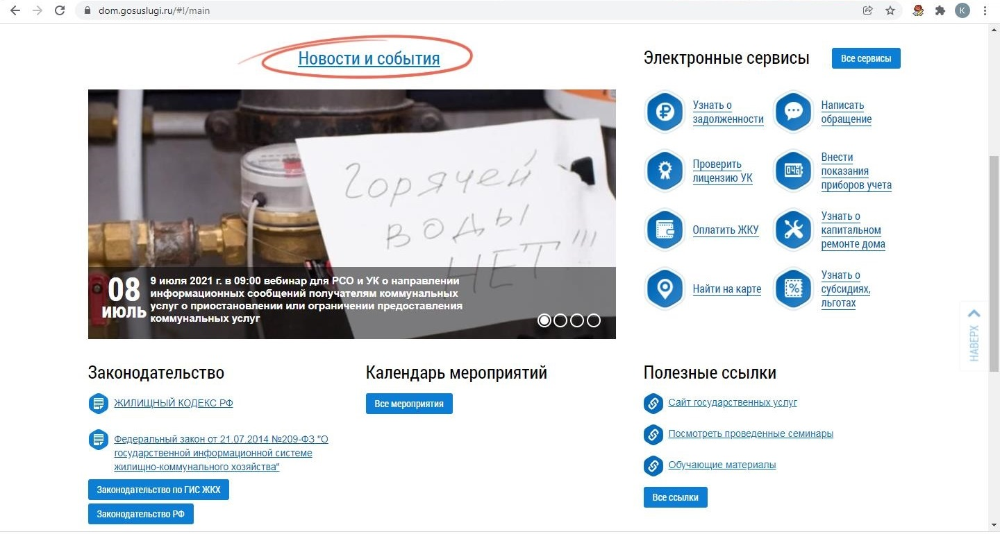 dom.gosuslugi.ru/#!/main
K
Новости и события
Электронные сервисы
Все сервисы
Горячей
воды
НЕТ!!!
08
ИЮЛЬ
9 июля 2021 г. в 09:00 вебинар для РСО и УК о направлении
информационных сообщений получателям коммунальных
услуг о приостановлении или ограничении предоставления
коммунальных услуг
Узнать о
задолженности
Написать
обращение
Проверить
лицензию УК
046
Внести
показания
приборов учета
Оплатить ЖКУ
Узнать о
капитальном
ремонте дома
Найти на карте
%
Узнать о
субсидиях,
льготах
НАВЕРХ
Законодательство
ЖИЛИЩНЫЙ КОДЕКС РФ
Федеральный закон от 21.07.2014 №209-ФЗ "О
государственной информационной системе
жилищно-коммунального хозяйства"
Законодательство по ГИС ЖКХ
Законодательство РФ
Календарь мероприятий
Все мероприятия
Полезные ссылки
Сайт государственных услуг
Посмотреть проведенные семинары
Обучающие материалы
Все ссылки